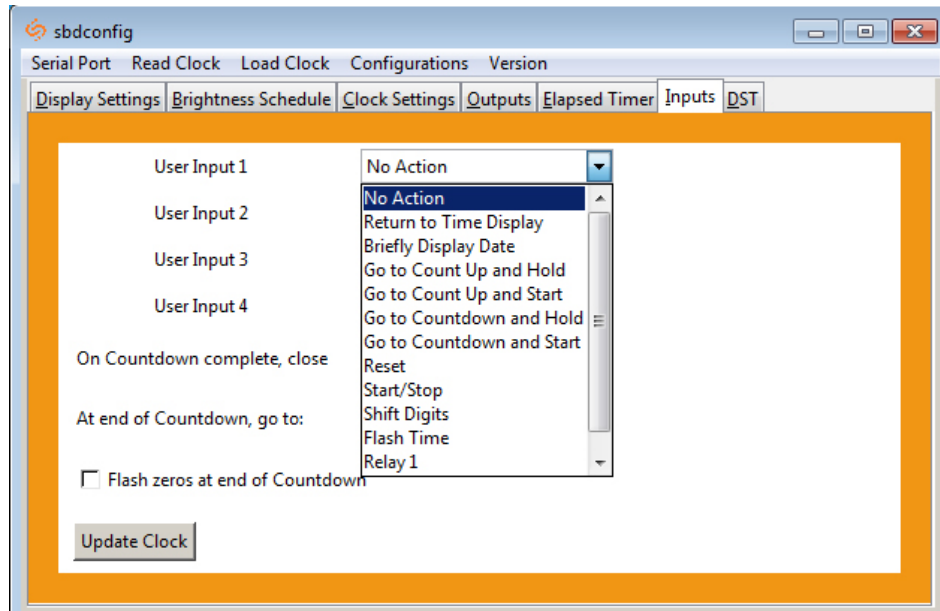 sbdconfig
Serial Port Read Clock Load Clock Configurations Version
Display Settings Brightness Schedule Clock Settings Outputs Elapsed Timer Inputs DST
User Input 1 No Action
No Action
User Input 2 Return to Time Display
Briefly Display Date
User Input 3 Go to Count Up and Hold
Go to Count Up and Start
User Input 4 Go to Countdown and Hold
Go to Countdown and Start
On Countdown complete, close Reset
Start/Stop
At end of Countdown, go to: Shift Digits
Flash Time
Relay 1
Flash zeros at end of Countdown
Update Clock